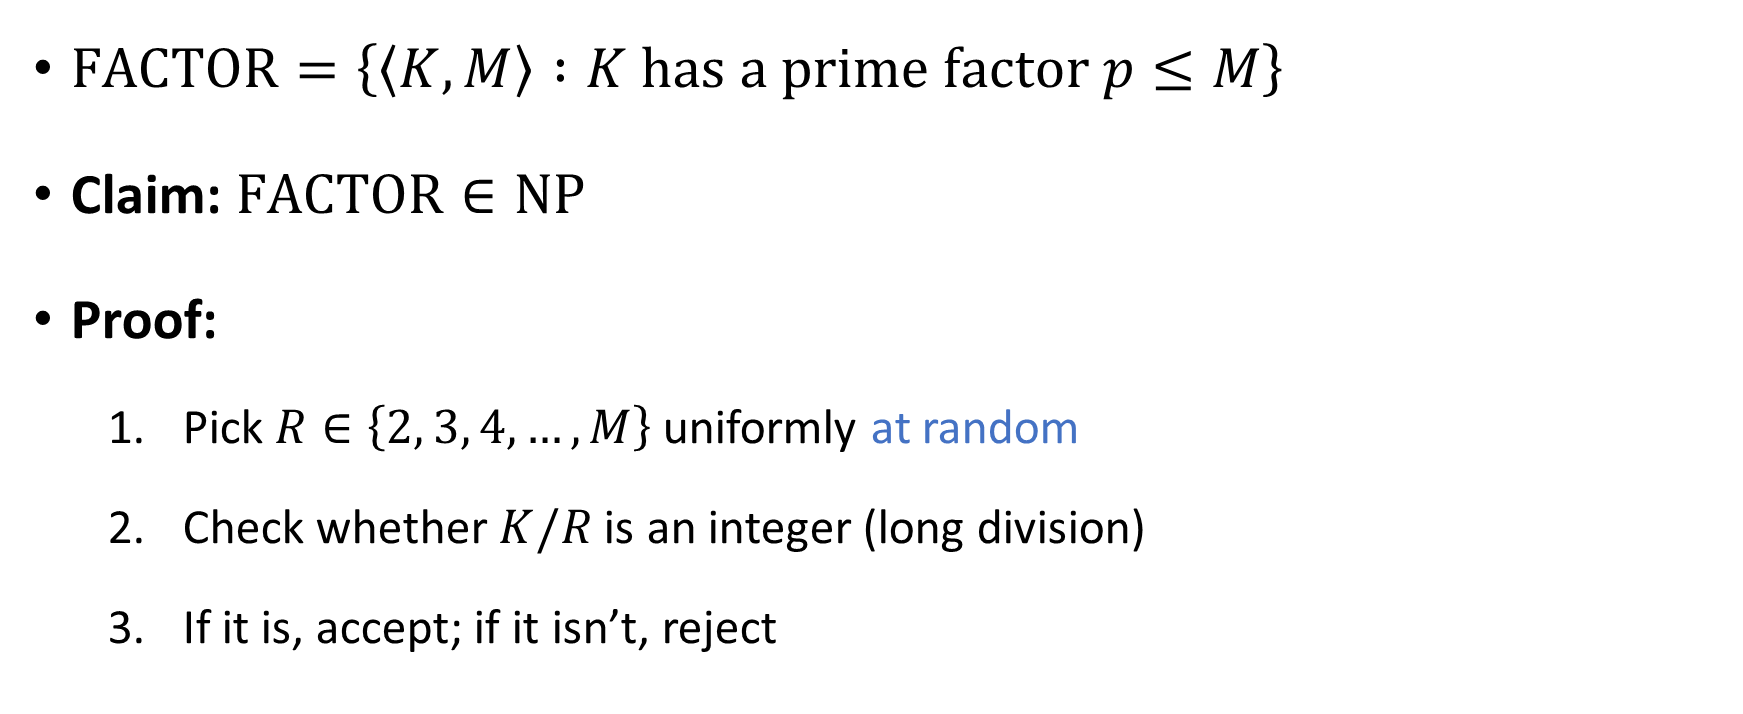 • FACTOR = {⟨K, M⟩ : K has a prime factor p ≤ M}
• Claim: FACTOR ∈ NP
• Proof:
1. Pick R ∈ {2, 3, 4, … , M} uniformly at random
2. Check whether K/R is an integer (long division)
3. If it is, accept; if it isn’t, reject